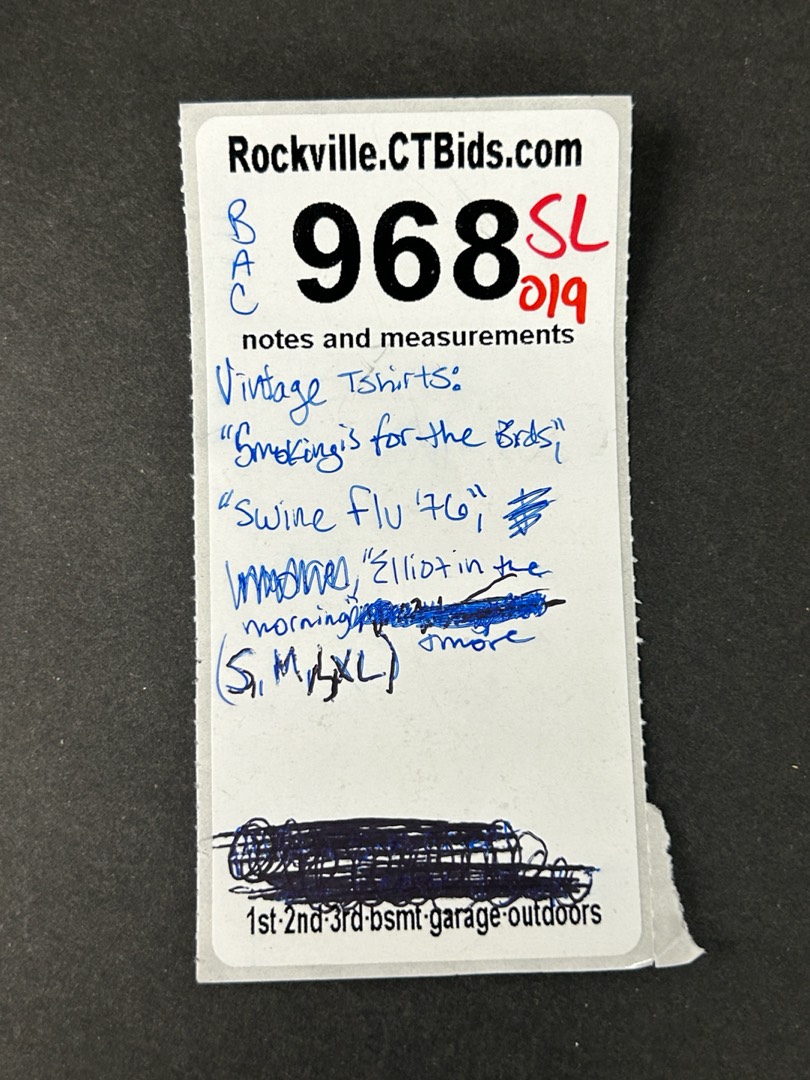 Rockville.CTBids.com
BAC
968
SL
019
notes and measurements
Vintage Tshirts:
"Smoking is for the Birds",
"Swine flu '76",
"Elliot in the
morning"
+more
(S, M, L, XL)
1st·2nd·3rd·bsmt·garage·outdoors